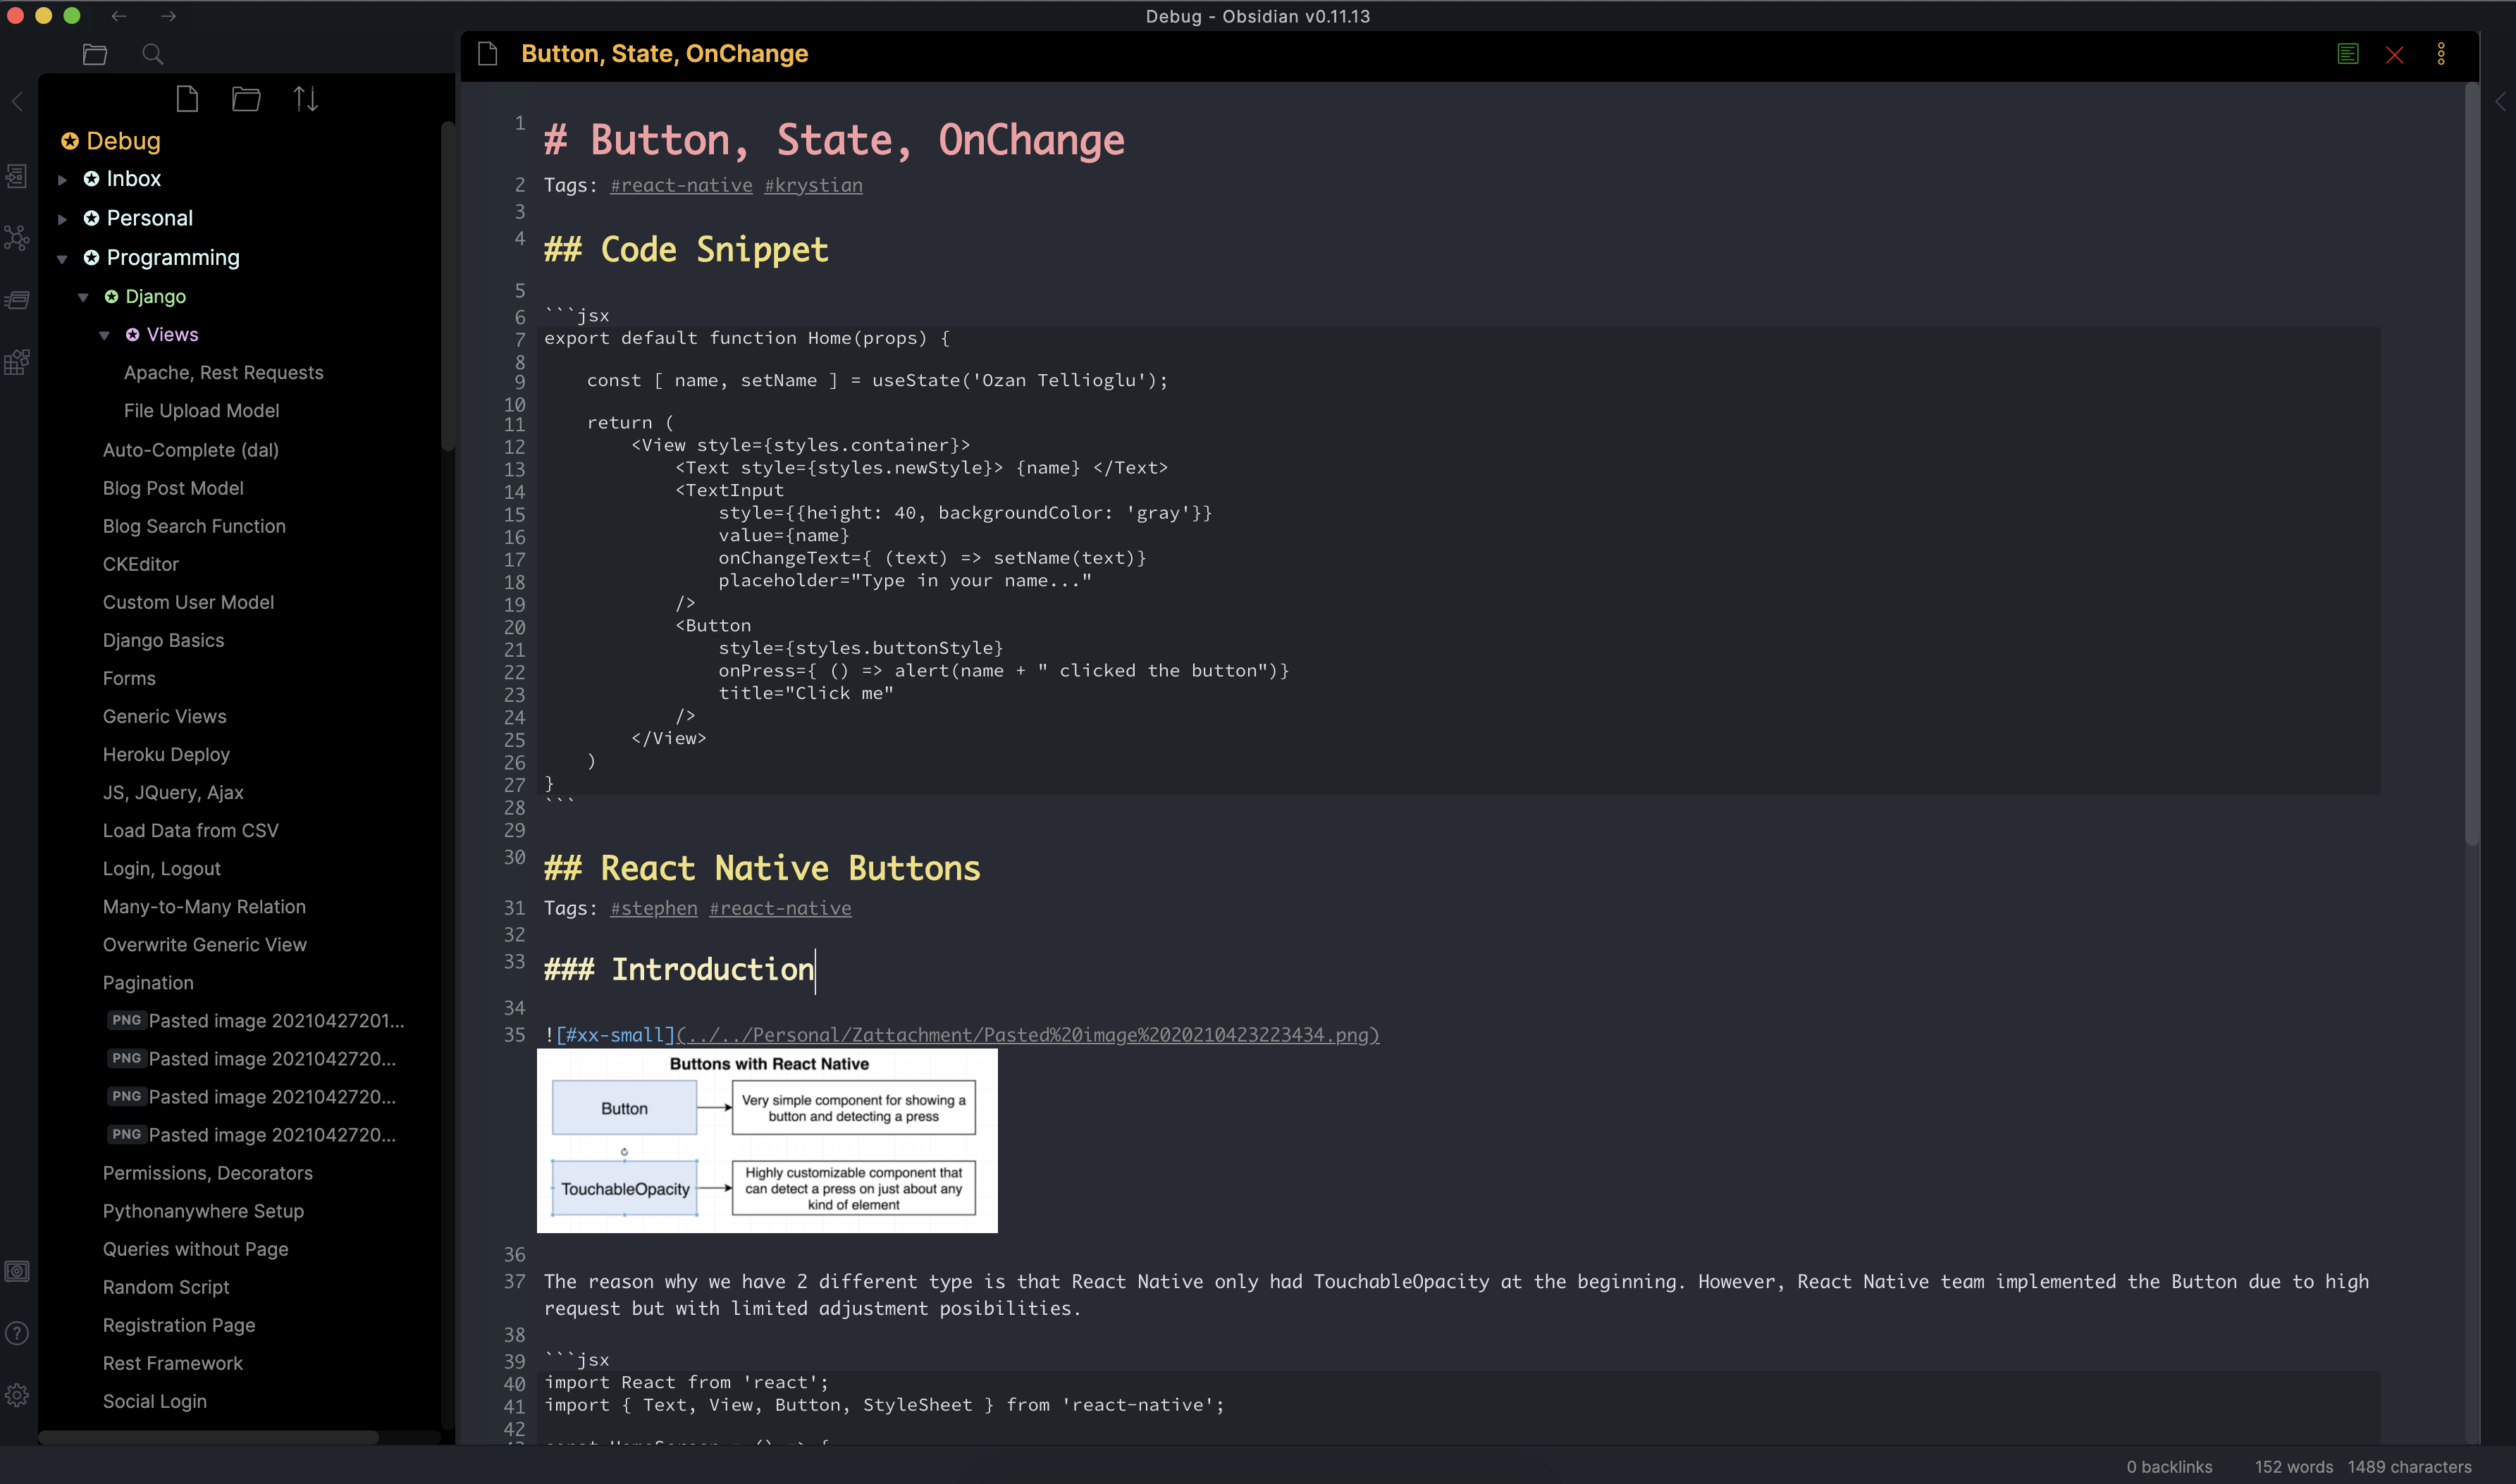 Debug - Obsidian v0.11.13
Button, State, OnChange
Debug
Inbox
Personal
Programming
Django
Views
Apache, Rest Requests
File Upload Model
Auto-Complete (dal)
Blog Post Model
Blog Search Function
CKEditor
Custom User Model
Django Basics
Forms
Generic Views
Heroku Deploy
JS, JQuery, Ajax
Load Data from CSV
Login, Logout
Many-to-Many Relation
Overwrite Generic View
Pagination
PNG Pasted image 20210427201...
PNG Pasted image 2021042720...
PNG Pasted image 2021042720...
PNG Pasted image 2021042720...
Permissions, Decorators
Pythonanywhere Setup
Queries without Page
Random Script
Registration Page
Rest Framework
Social Login
1 # Button, State, OnChange
2 Tags: #react-native #krystian
3
4 ## Code Snippet
5
6 ```jsx
7 export default function Home(props) {
8
9 const [ name, setName ] = useState('Ozan Tellioglu');
10
11 return (
12 <View style={styles.container}>
13 <Text style={styles.newStyle}> {name} </Text>
14 <TextInput
15 style={{height: 40, backgroundColor: 'gray'}}
16 value={name}
17 onChangeText={ (text) => setName(text)}
18 placeholder="Type in your name..."
19 />
20 <Button
21 style={styles.buttonStyle}
22 onPress={ () => alert(name + " clicked the button")}
23 title="Click me"
24 />
25 </View>
26 )
27 }
28 ```
29
30 ## React Native Buttons
31 Tags: #stephen #react-native
32
33 ### Introduction
34
35 ![#xx-small](../../Personal/Zattachment/Pasted%20image%2020210423223434.png)
Buttons with React Native
Button
Very simple component for showing a
button and detecting a press
TouchableOpacity
Highly customizable component that
can detect a press on just about any
kind of element
36
37 The reason why we have 2 different type is that React Native only had TouchableOpacity at the beginning. However, React Native team implemented the Button due to high
request but with limited adjustment posibilities.
38
39 ```jsx
40 import React from 'react';
41 import { Text, View, Button, StyleSheet } from 'react-native';
42
0 backlinks 152 words 1489 characters